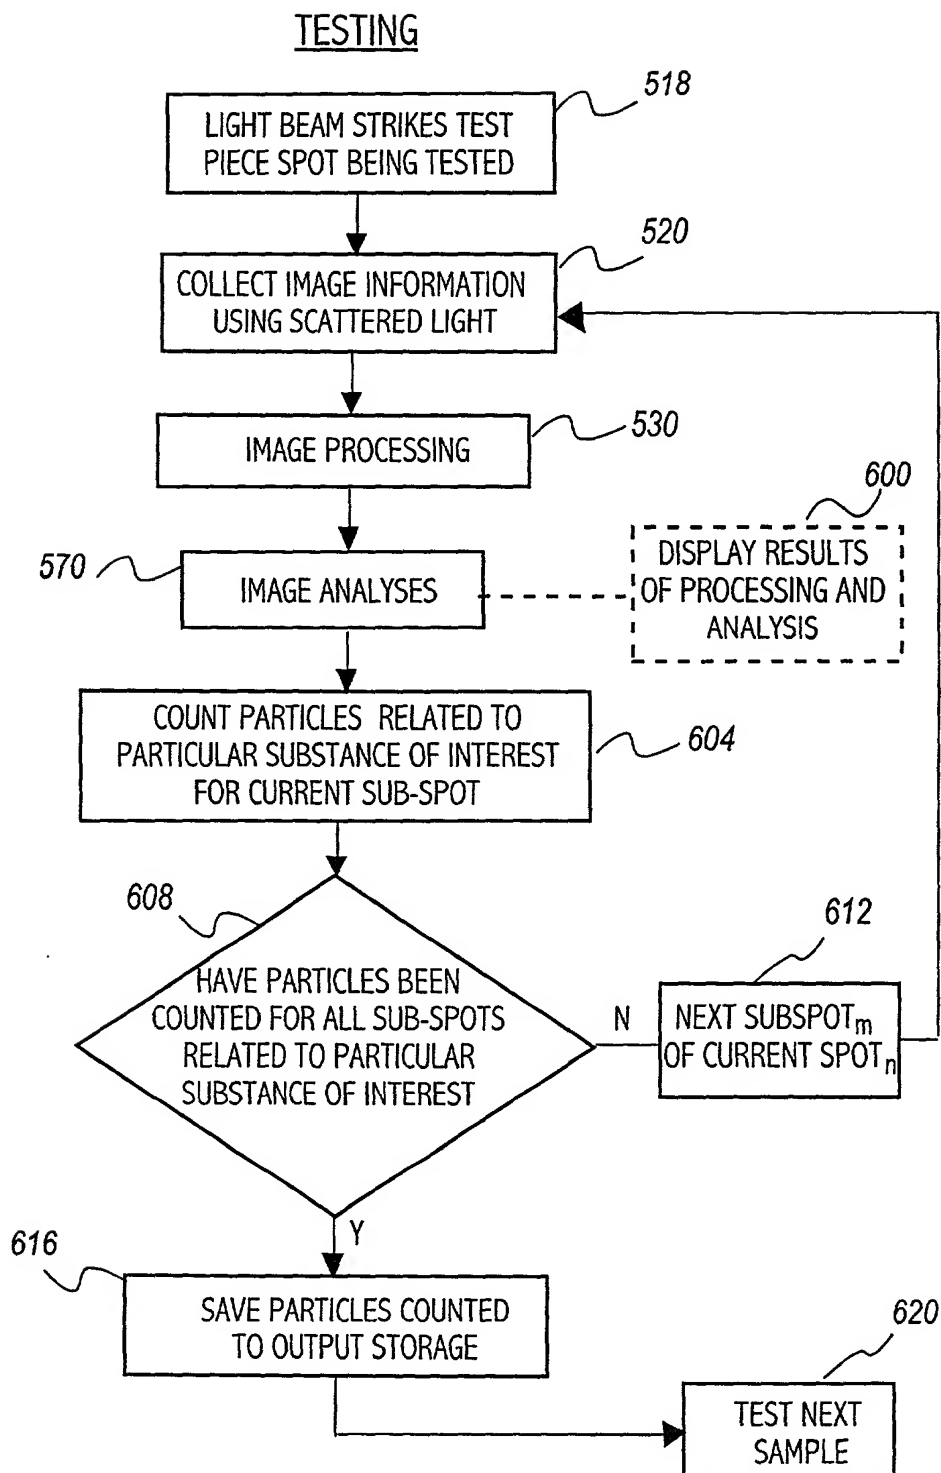 TESTING
518
LIGHT BEAM STRIKES TEST
PIECE SPOT BEING TESTED
520
COLLECT IMAGE INFORMATION
USING SCATTERED LIGHT
530
IMAGE PROCESSING
600
570
IMAGE ANALYSES
DISPLAY RESULTS
OF PROCESSING AND
ANALYSIS
COUNT PARTICLES RELATED TO
PARTICULAR SUBSTANCE OF INTEREST
FOR CURRENT SUB-SPOT
604
608
HAVE PARTICLES BEEN
COUNTED FOR ALL SUB-SPOTS
RELATED TO PARTICULAR
SUBSTANCE OF INTEREST
N
612
NEXT SUBSPOTm
OF CURRENT SPOTn
Y
616
SAVE PARTICLES COUNTED
TO OUTPUT STORAGE
620
TEST NEXT
SAMPLE